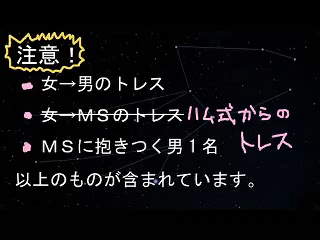 注意！
女→男のトレス
女→ＭＳのトレスハム式からの
トレス
ＭＳに抱きつく男１名
以上のものが含まれています。